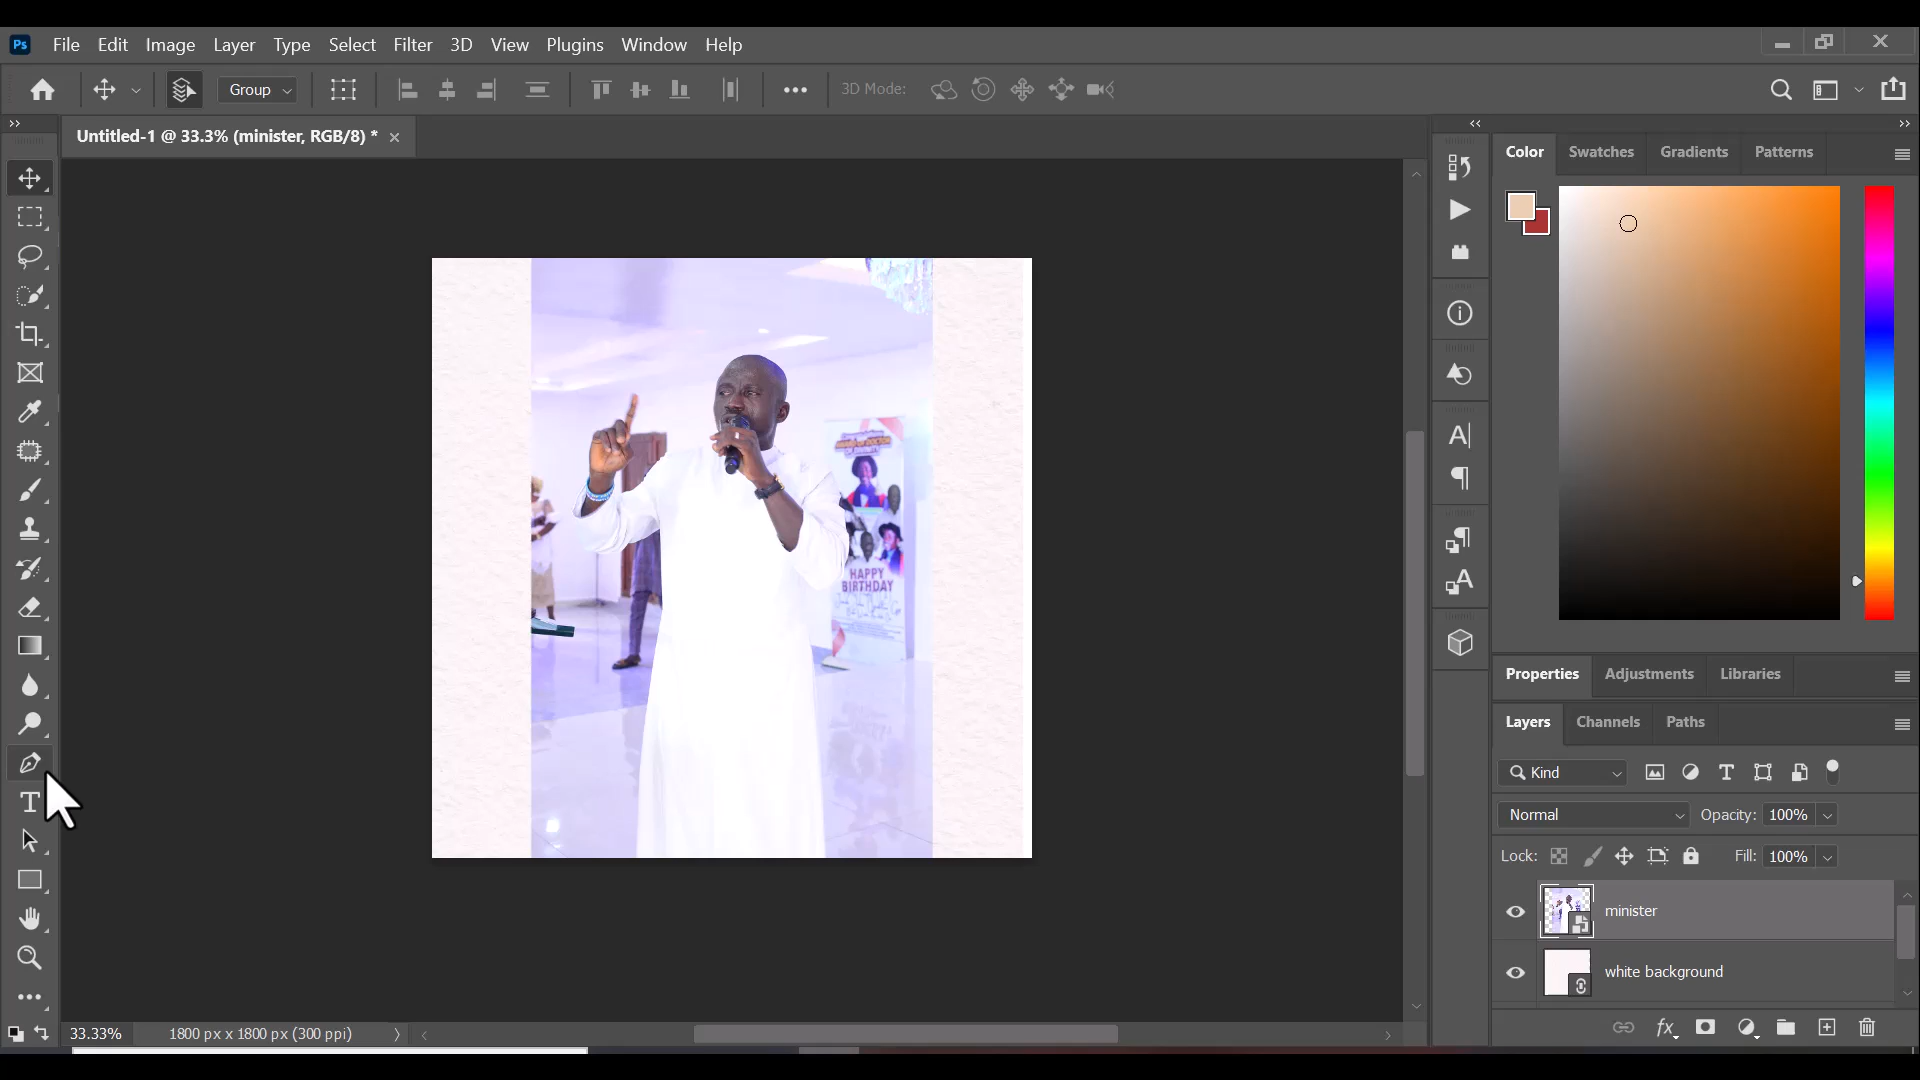 Ps File Edit Image Layer Type Select Filter 3D View Plugins Window Help
Group 3D Mode:
Untitled-1 @ 33.3% (minister, RGB/8) *
Color Swatches Gradients Patterns
HAPPY
BIRTHDAY
Properties Adjustments Libraries
Layers Channels Paths
Kind
Normal Opacity: 100%
Lock: Fill: 100%
minister
white background
33.33% 1800 px x 1800 px (300 ppi)